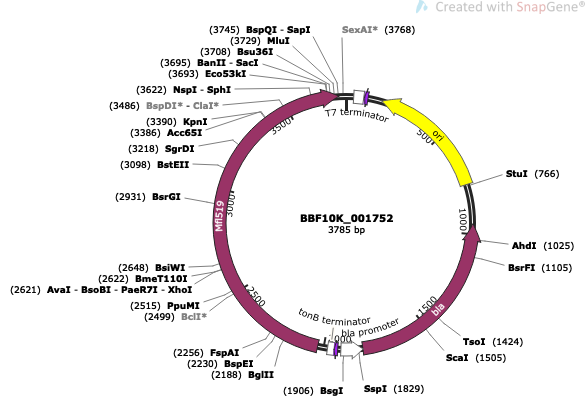 Created with SnapGene®
(3745) BspQI - SapI
SexAI* (3768)
(3729) MluI
(3708) Bsu36I
(3695) BanII - SacI
(3693) Eco53kI
(3622) NspI - SphI
(3486) BspDI* - ClaI*
(3390) KpnI
(3386) Acc65I
(3218) SgrDI
(3098) BstEII
(2931) BsrGI
(2648) BsiWI
(2622) BmeT110I
(2621) AvaI - BsoBI - PaeR7I - XhoI
(2515) PpuMI
(2499) BclI*
(2256) FspAI
(2230) BspEI
(2188) BglII
(1906) BsgI
SspI (1829)
ScaI (1505)
TsoI (1424)
BsrFI (1105)
AhdI (1025)
StuI (766)
T7 terminator
ori
500
1000
1500
bla
bla promoter
tonB terminator
2500
3000
3500
Mfl519
BBF10K_001752
3785 bp